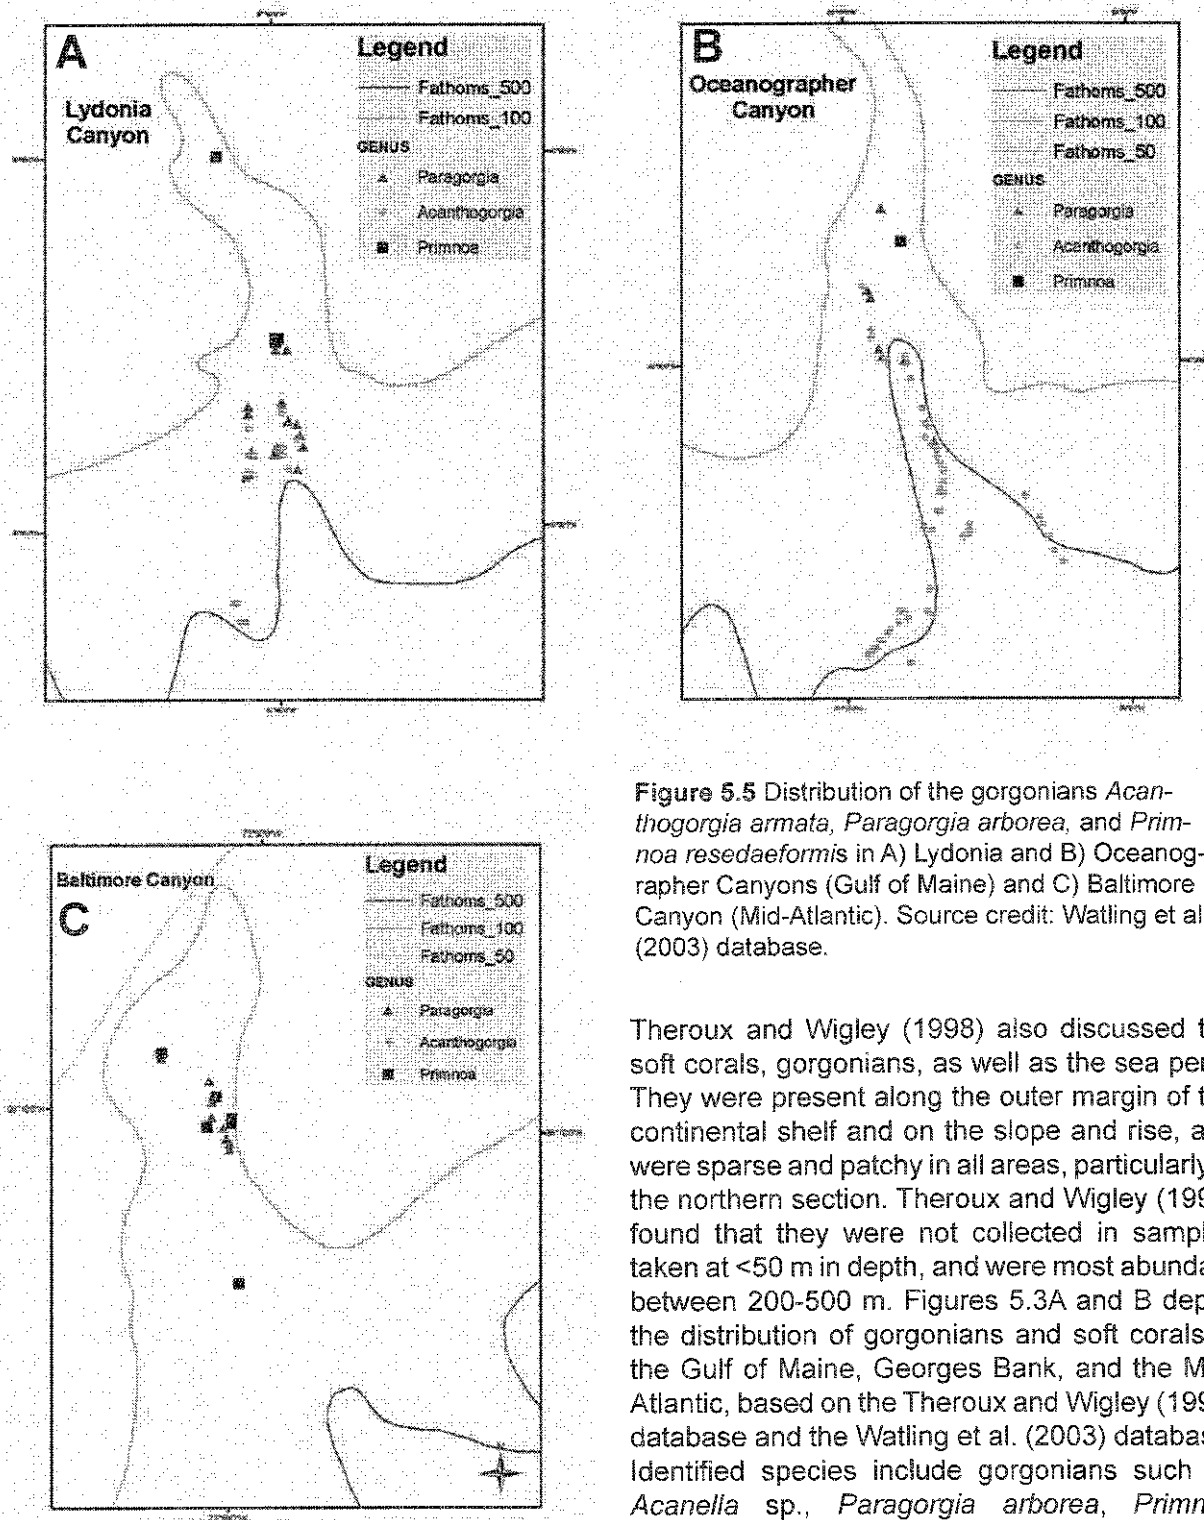 A
Lydonia
Canyon
Legend
Fathoms_500
Fathoms_100
GENUS
Paragorgia
Acanthogorgia
Primnoa
B
Oceanographer
Canyon
Legend
Fathoms_500
Fathoms_100
Fathoms_50
GENUS
Paragorgia
Acanthogorgia
Primnoa
Baltimore Canyon
C
Legend
Fathoms_500
Fathoms_100
Fathoms_50
GENUS
Paragorgia
Acanthogorgia
Primnoa
Figure 5.5 Distribution of the gorgonians Acan-
thogorgia armata, Paragorgia arborea, and Prim-
noa resedaeformis in A) Lydonia and B) Oceanog-
rapher Canyons (Gulf of Maine) and C) Baltimore
Canyon (Mid-Atlantic). Source credit: Watling et al
(2003) database.
Theroux and Wigley (1998) also discussed
soft corals, gorgonians, as well as the sea
They were present along the outer margin of
continental shelf and on the slope and rise,
were sparse and patchy in all areas, particularly
the northern section. Theroux and Wigley
found that they were not collected in
taken at <50 m in depth, and were most
between 200-500 m. Figures 5.3A and B
the distribution of gorgonians and soft corals
the Gulf of Maine, Georges Bank, and the
Atlantic, based on the Theroux and Wigley
database and the Watling et al. (2003)
Identified species include gorgonians such
Acanella sp., Paragorgia arborea,